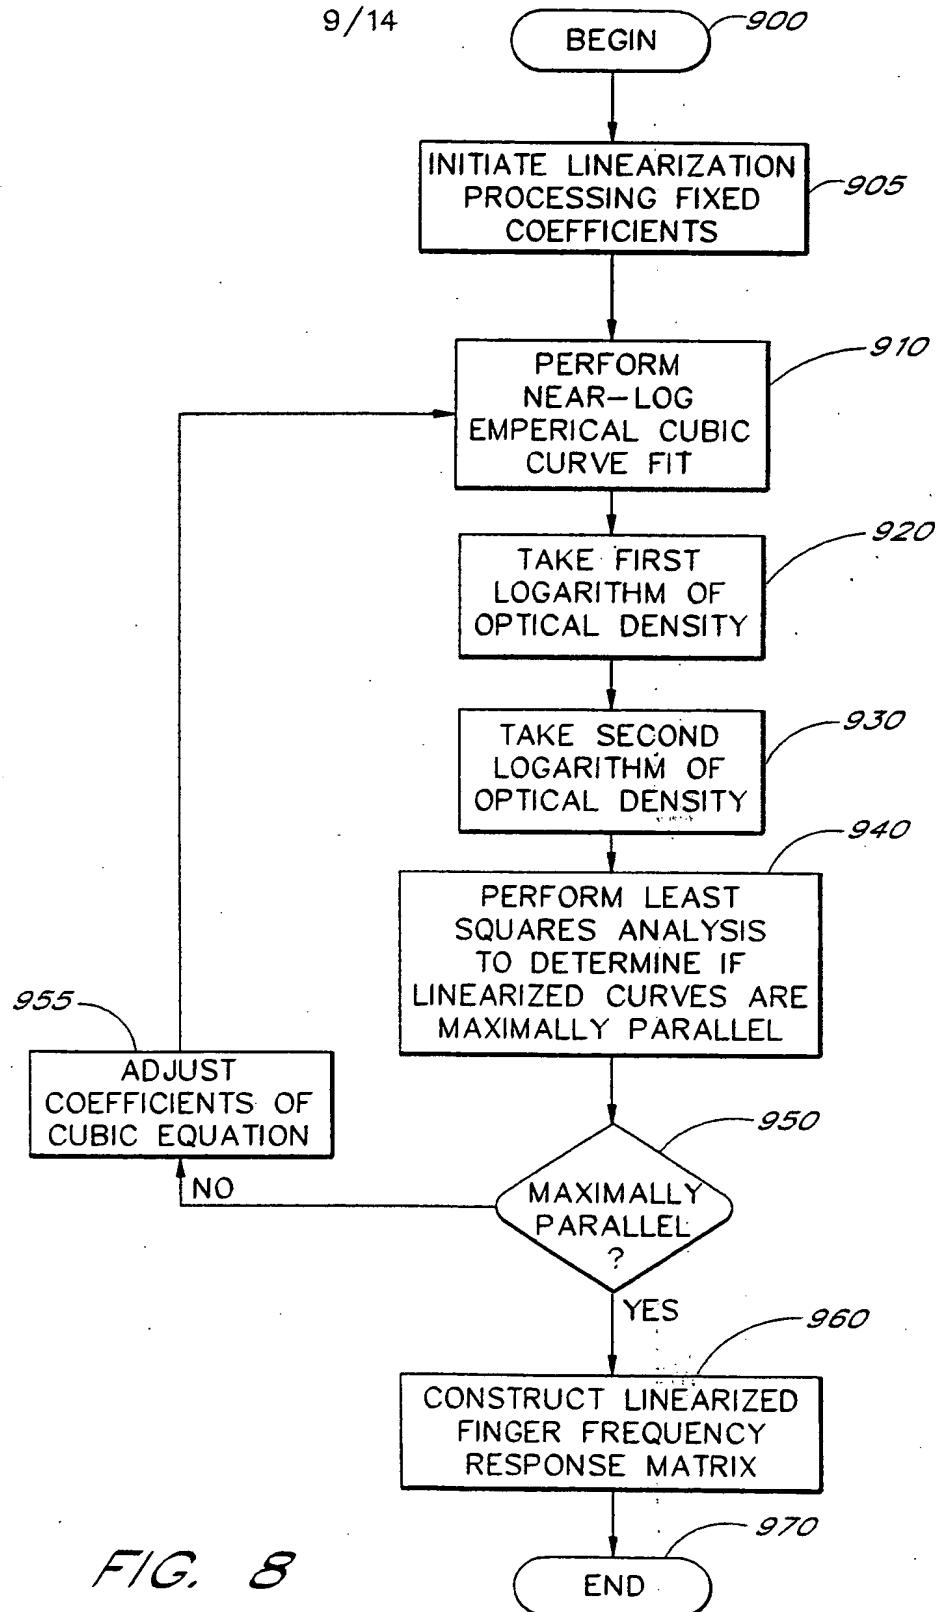 9/14
BEGIN
900
INITIATE LINEARIZATION
PROCESSING FIXED
COEFFICIENTS
905
PERFORM
NEAR-LOG
EMPERICAL CUBIC
CURVE FIT
910
TAKE FIRST
LOGARITHM OF
OPTICAL DENSITY
920
TAKE SECOND
LOGARITHM OF
OPTICAL DENSITY
930
PERFORM LEAST
SQUARES ANALYSIS
TO DETERMINE IF
LINEARIZED CURVES ARE
MAXIMALLY PARALLEL
940
955
ADJUST
COEFFICIENTS OF
CUBIC EQUATION
NO
MAXIMALLY
PARALLEL
?
950
YES
CONSTRUCT LINEARIZED
FINGER FREQUENCY
RESPONSE MATRIX
960
END
970
FIG. 8